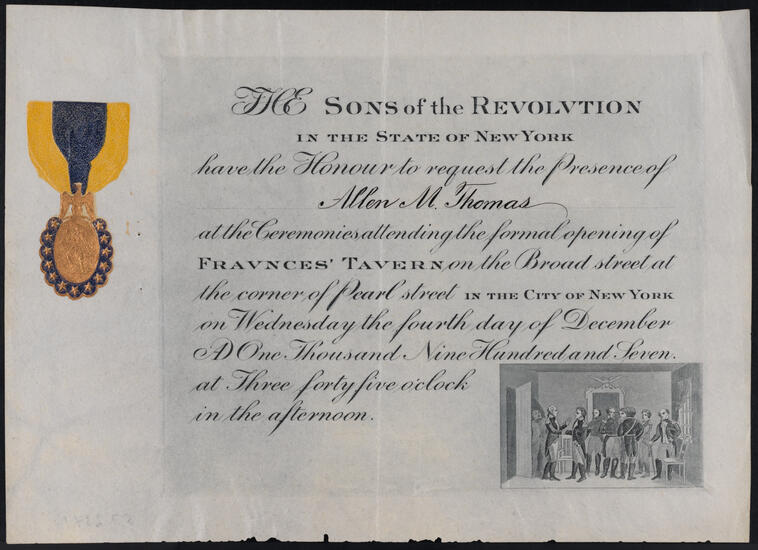 THE SONS of the REVOLVTION
IN THE STATE OF NEW YORK
have the Honour to request the Presence of
Allen M. Thomas
at the Ceremonies, attending the formal opening of
FRAVNCES' TAVERN, on the Broad street at
the corner, of Pearl street IN THE CITY OF NEW YORK
on Wednesday the fourth day of December
AD One Thousand Nine Hundred and Seven.
at Three forty five o'clock
in the afternoon.